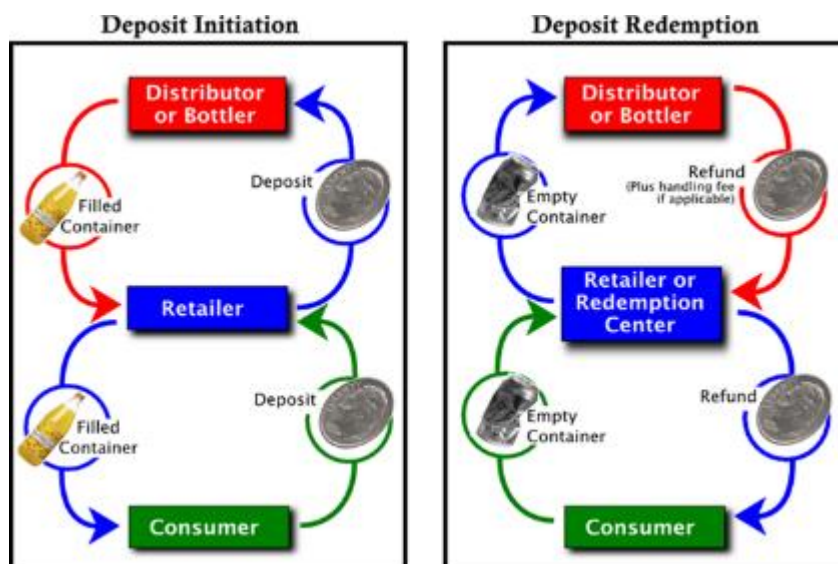 Deposit Initiation
Distributor
or Bottler
Filled
Container
Deposit
Retailer
Filled
Container
Deposit
Consumer
Deposit Redemption
Distributor
or Bottler
Empty
Container
Refund
(Plus handling fee
if applicable)
Retailer or
Redemption
Center
Empty
Container
Refund
Consumer